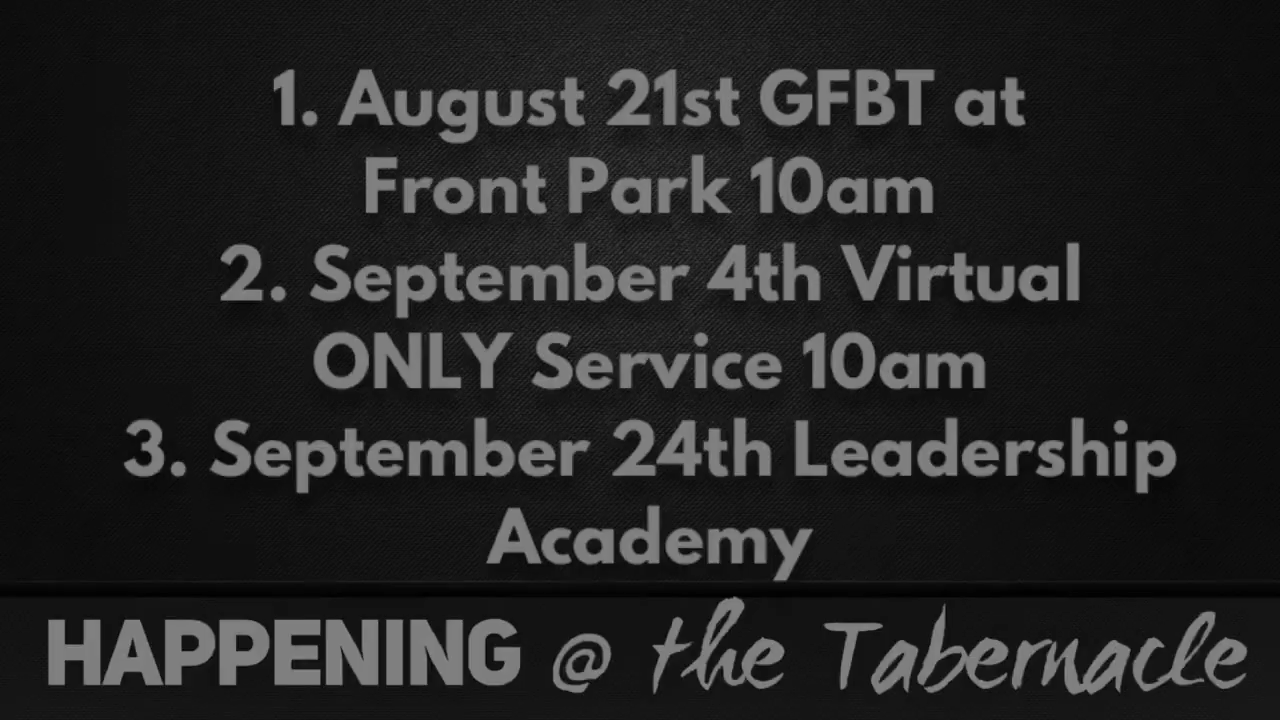 1. August 21st GFBT at
Front Park 10am
2. September 4th Virtual
ONLY Service 10am
3. September 24th Leadership
Academy
HAPPENING @ the Tabernacle